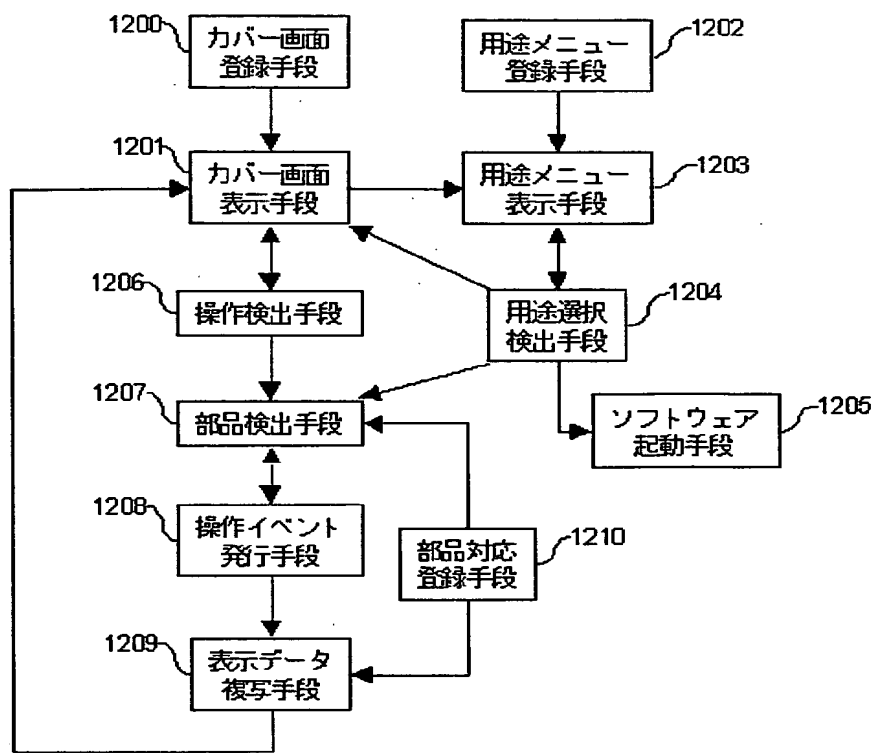 1200
カバー画面
登録手段
1202
用途メニュー
登録手段
1201
カバー画面
表示手段
1203
用途メニュー
表示手段
1206
操作検出手段
1204
用途選択
検出手段
1207
部品検出手段
1205
ソフトウェア
起動手段
1208
操作イベント
発行手段
1210
部品対応
登録手段
1209
表示データ
複写手段